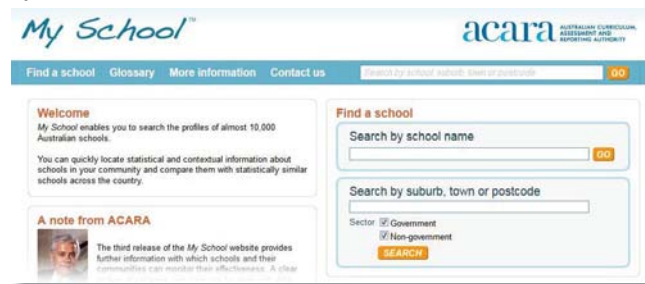 My School™
acara AUSTRALIAN CURRICULUM,
ASSESSMENT AND
REPORTING AUTHORITY
Find a school Glossary More information Contact us Search by school, suburb, town or postcode GO
Welcome
My School enables you to search the profiles of almost 10,000
Australian schools.
You can quickly locate statistical and contextual information about
schools in your community and compare them with statistically similar
schools across the country.
A note from ACARA
The third release of the My School website provides
further information with which schools and their
communities can monitor their effectiveness. A clear
Find a school
Search by school name
GO
Search by suburb, town or postcode
Sector Government
Non-government
SEARCH